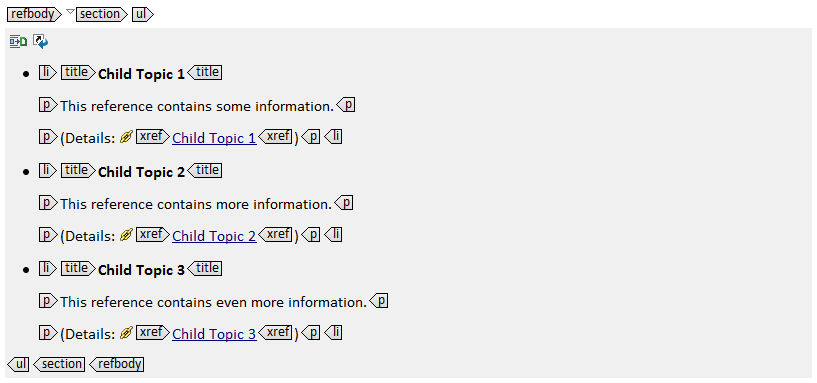 refbody section ul
li title Child Topic 1 title
p This reference contains some information. p
p (Details: xref Child Topic 1 xref ) p li
li title Child Topic 2 title
p This reference contains more information. p
p (Details: xref Child Topic 2 xref ) p li
li title Child Topic 3 title
p This reference contains even more information. p
p (Details: xref Child Topic 3 xref ) p li
ul section refbody